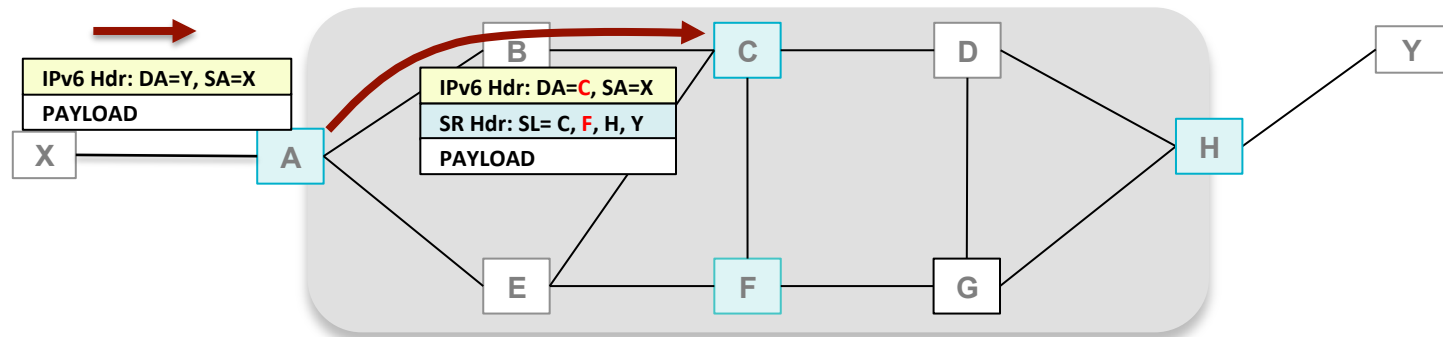 B
C
D
Y
IPv6 Hdr: DA=Y, SA=X
PAYLOAD
IPv6 Hdr: DA=C, SA=X
SR Hdr: SL= C, F, H, Y
PAYLOAD
X
A
H
E
F
G